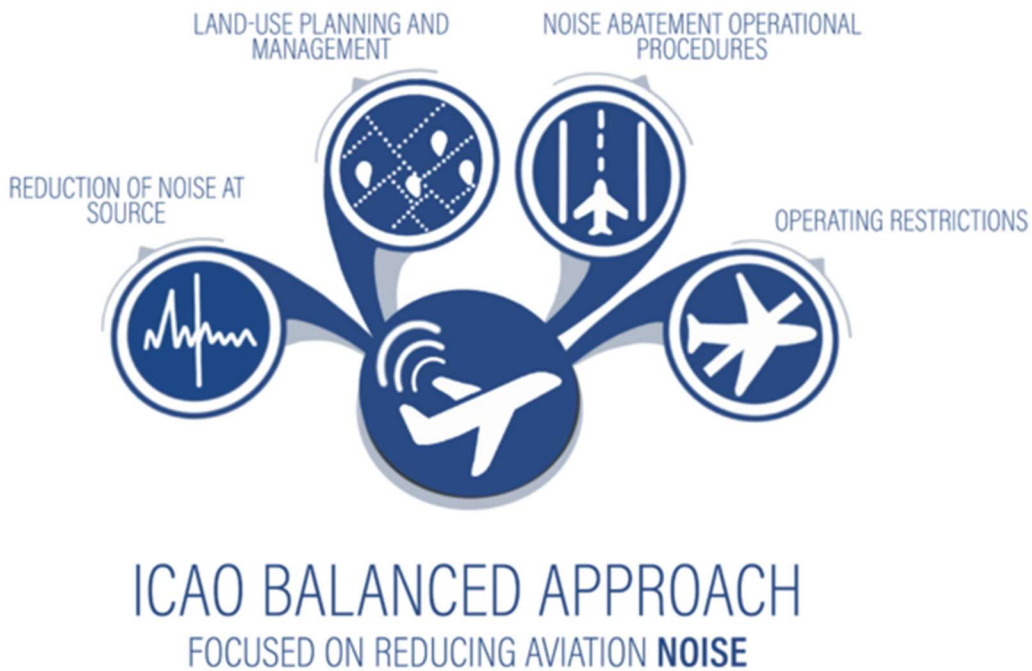 LAND-USE PLANNING AND
MANAGEMENT
NOISE ABATEMENT OPERATIONAL
PROCEDURES
REDUCTION OF NOISE AT
SOURCE
OPERATING RESTRICTIONS
ICAO BALANCED APPROACH
FOCUSED ON REDUCING AVIATION NOISE